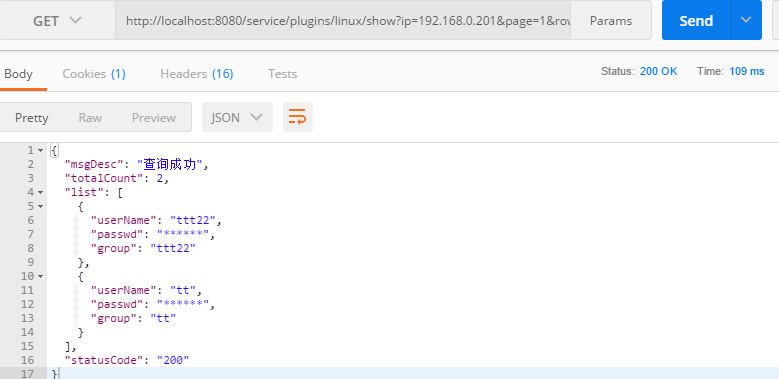 GET http://localhost:8080/service/plugins/linux/show?ip=192.168.0.201&page=1&rov Params Send
Body Cookies (1) Headers (16) Tests Status: 200 OK Time: 109 ms
Pretty Raw Preview JSON
1 {
2 "msgDesc": "查询成功",
3 "totalCount": 2,
4 "list": [
5 {
6 "userName": "ttt22",
7 "passwd": "******",
8 "group": "ttt22"
9 },
10 {
11 "userName": "tt",
12 "passwd": "******",
13 "group": "tt"
14 }
15 ],
16 "statusCode": "200"
17 }